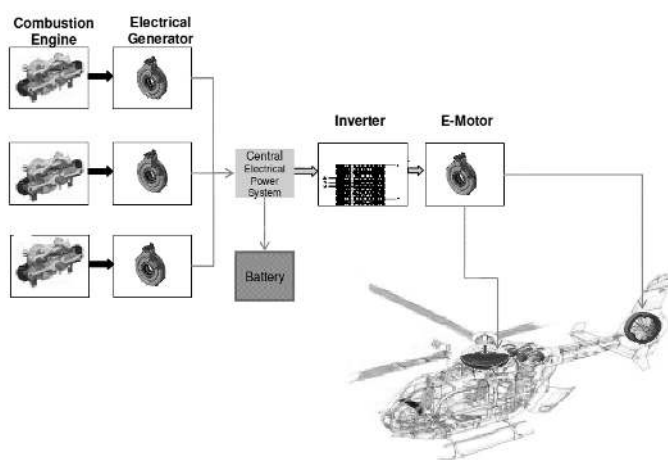 Combustion
Engine
Electrical
Generator
Inverter
E-Motor
Central
Electrical
Power
System
Battery